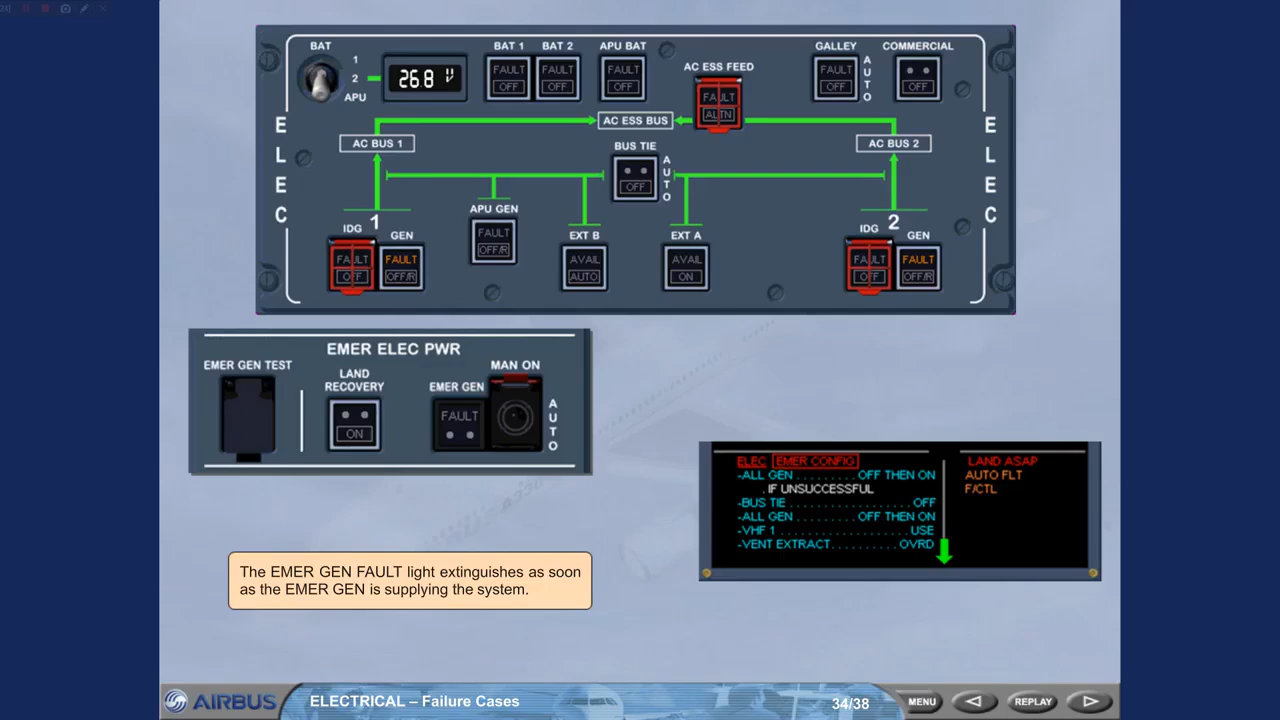 BAT
1
2
APU
26.8 V
BAT 1
BAT 2
APU BAT
AC ESS FEED
GALLEY
COMMERCIAL
FAULT
OFF
FAULT
OFF
FAULT
OFF
FAULT
ALTN
FAULT
OFF
AUTO
OFF
ELEC
ELEC
AC ESS BUS
AC BUS 1
AC BUS 2
BUS TIE
OFF
AUTO
APU GEN
FAULT
OFF/R
1
IDG
GEN
FAULT
OFF
FAULT
OFF/R
EXT B
AVAIL
AUTO
EXT A
AVAIL
ON
2
IDG
GEN
FAULT
OFF
FAULT
OFF/R
EMER ELEC PWR
EMER GEN TEST
LAND
RECOVERY
ON
EMER GEN
FAULT
MAN ON
AUTO
ELEC EMER CONFIG
-ALL GEN.........OFF THEN ON
.IF UNSUCCESSFUL
-BUS TIE....................OFF
-ALL GEN.........OFF THEN ON
-VHF 1......................USE
-VENT EXTRACT..........OVRD
LAND ASAP
AUTO FLT
F/CTL
The EMER GEN FAULT light extinguishes as soon
as the EMER GEN is supplying the system.
AIRBUS
ELECTRICAL – Failure Cases
34/38
MENU
REPLAY